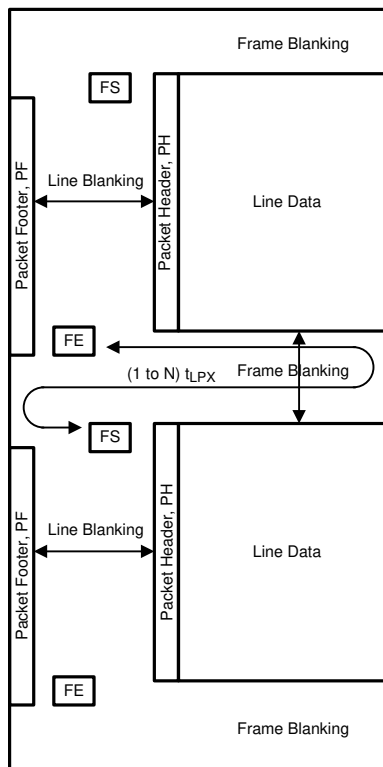 Frame Blanking
FS
Packet Footer, PF
Line Blanking
Packet Header, PH
Line Data
FE
(1 to N) tLPX
Frame Blanking
FS
Packet Footer, PF
Line Blanking
Packet Header, PH
Line Data
FE
Frame Blanking